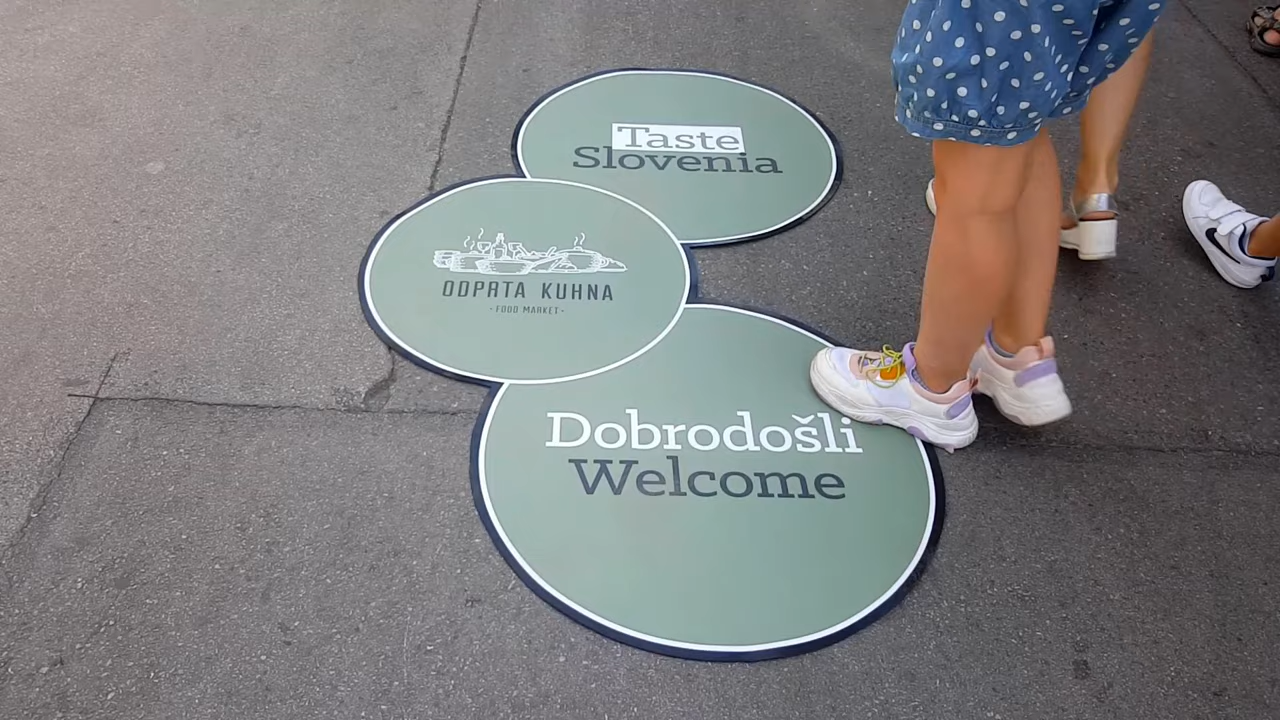 Taste
Slovenia
ODPRTA KUHNA
- FOOD MARKET -
Dobrodošli
Welcome